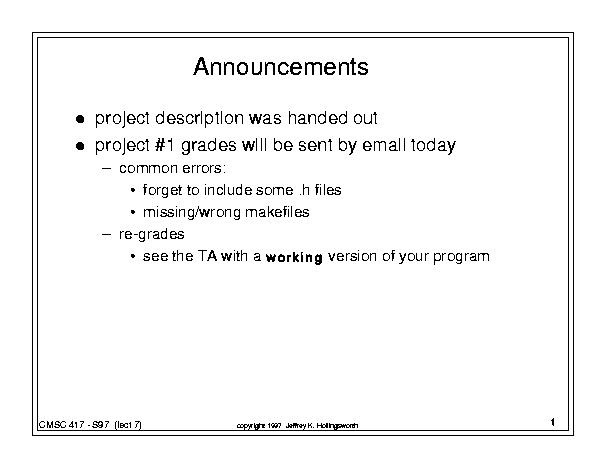 Announcements
● project description was handed out
● project #1 grades will be sent by email today
– common errors:
• forget to include some .h files
• missing/wrong makefiles
– re-grades
• see the TA with a working version of your program
CMSC 417 - S97 (lect 7)
copyright 1997 Jeffrey K. Hollingsworth
1